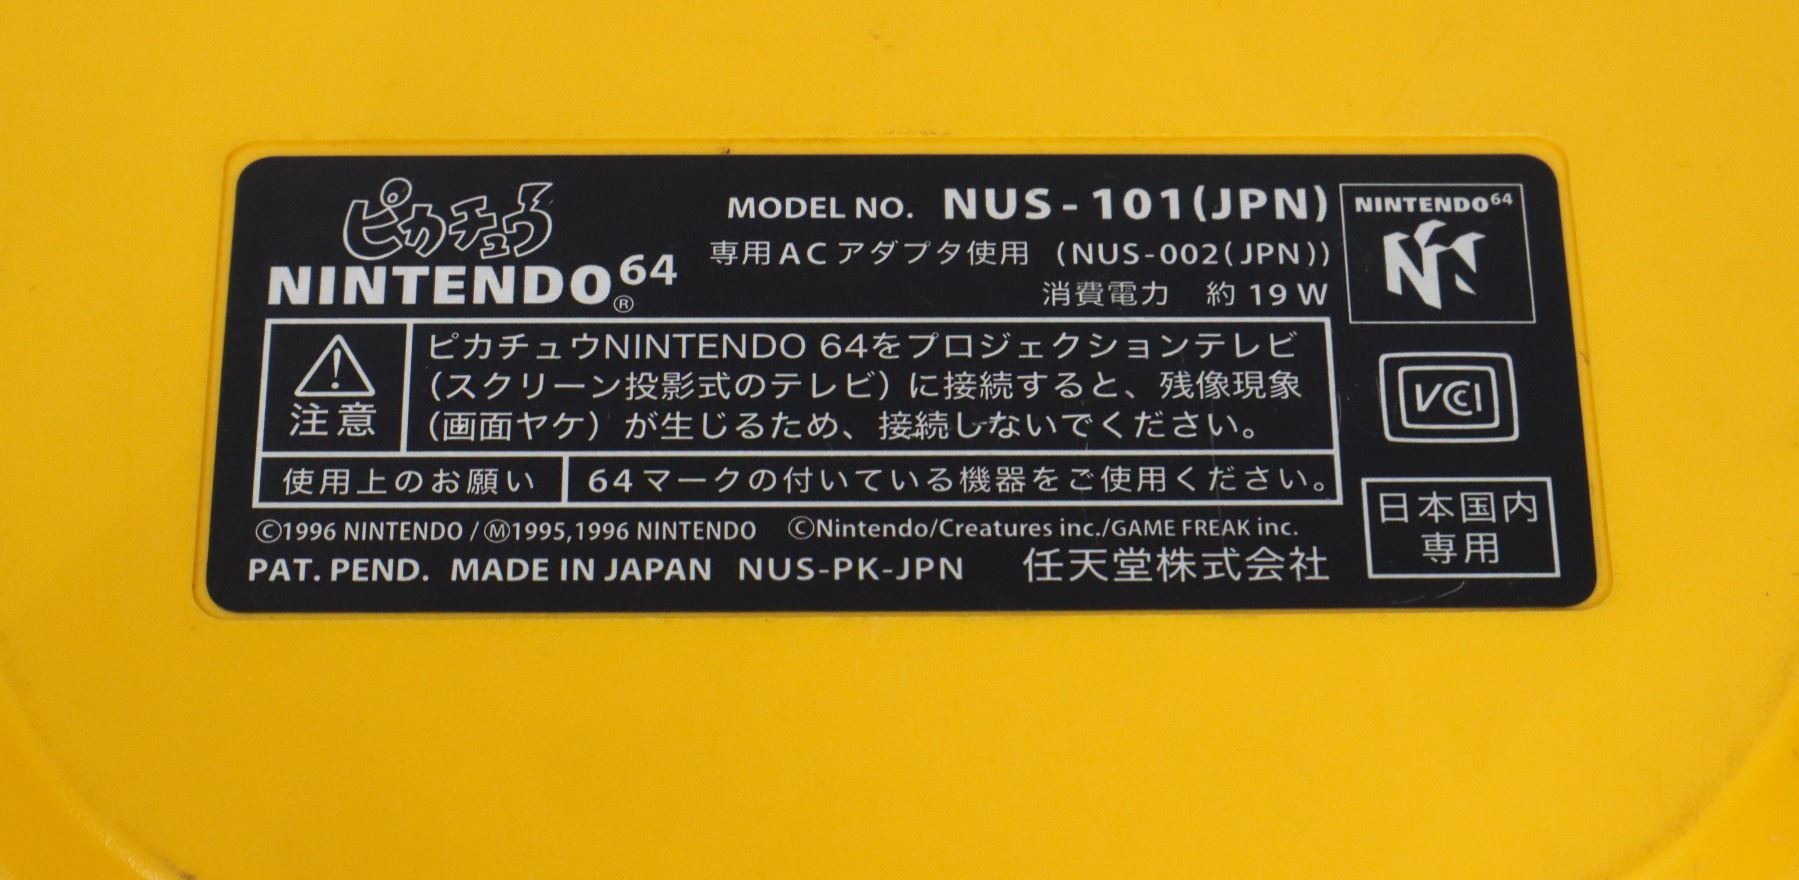 ピカチュウ
NINTENDO64®
MODEL NO. NUS-101(JPN)
専用ACアダプタ使用 (NUS-002(JPN))
消費電力 約19W
NINTENDO64
注意
ピカチュウNINTENDO 64をプロジェクションテレビ
(スクリーン投影式のテレビ)に接続すると、残像現象
(画面ヤケ)が生じるため、接続しないでください。
VCCI
使用上のお願い
64マークの付いている機器をご使用ください。
©1996 NINTENDO/Ⓜ1995,1996 NINTENDO ©Nintendo/Creatures inc./GAME FREAK inc.
PAT. PEND. MADE IN JAPAN NUS-PK-JPN 任天堂株式会社
日本国内
専用